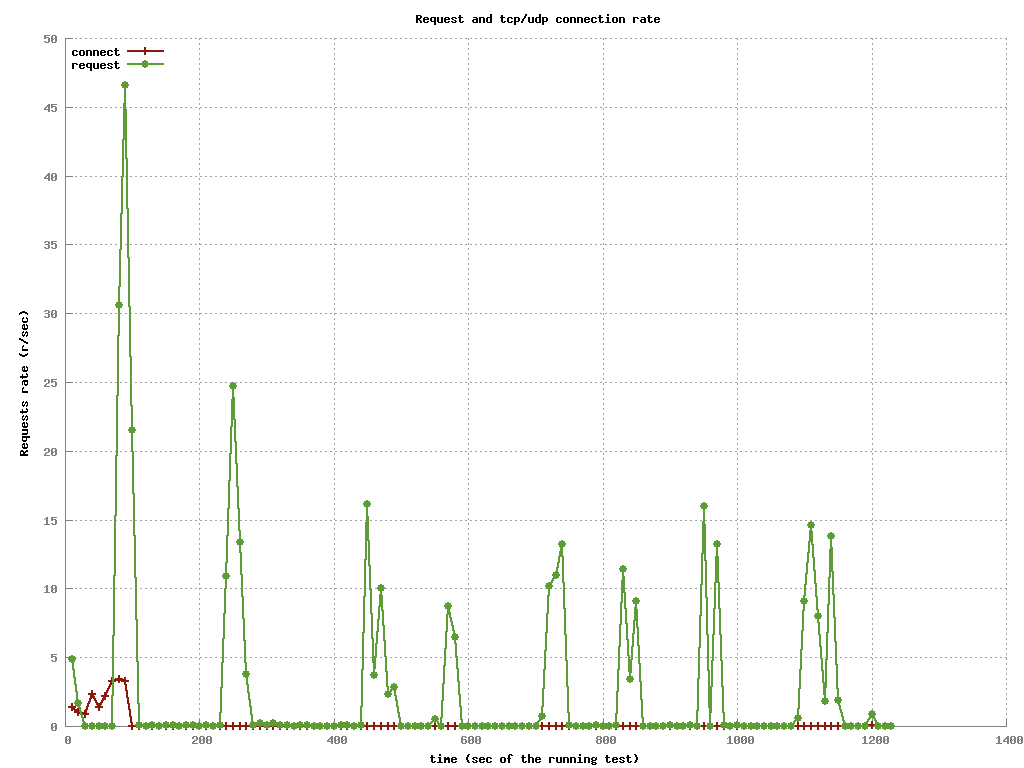 Request and tcp/udp connection rate
50
connect
request
45
40
35
30
25
20
15
10
5
0
Requests rate (r/sec)
0 200 400 600 800 1000 1200 1400
time (sec of the running test)